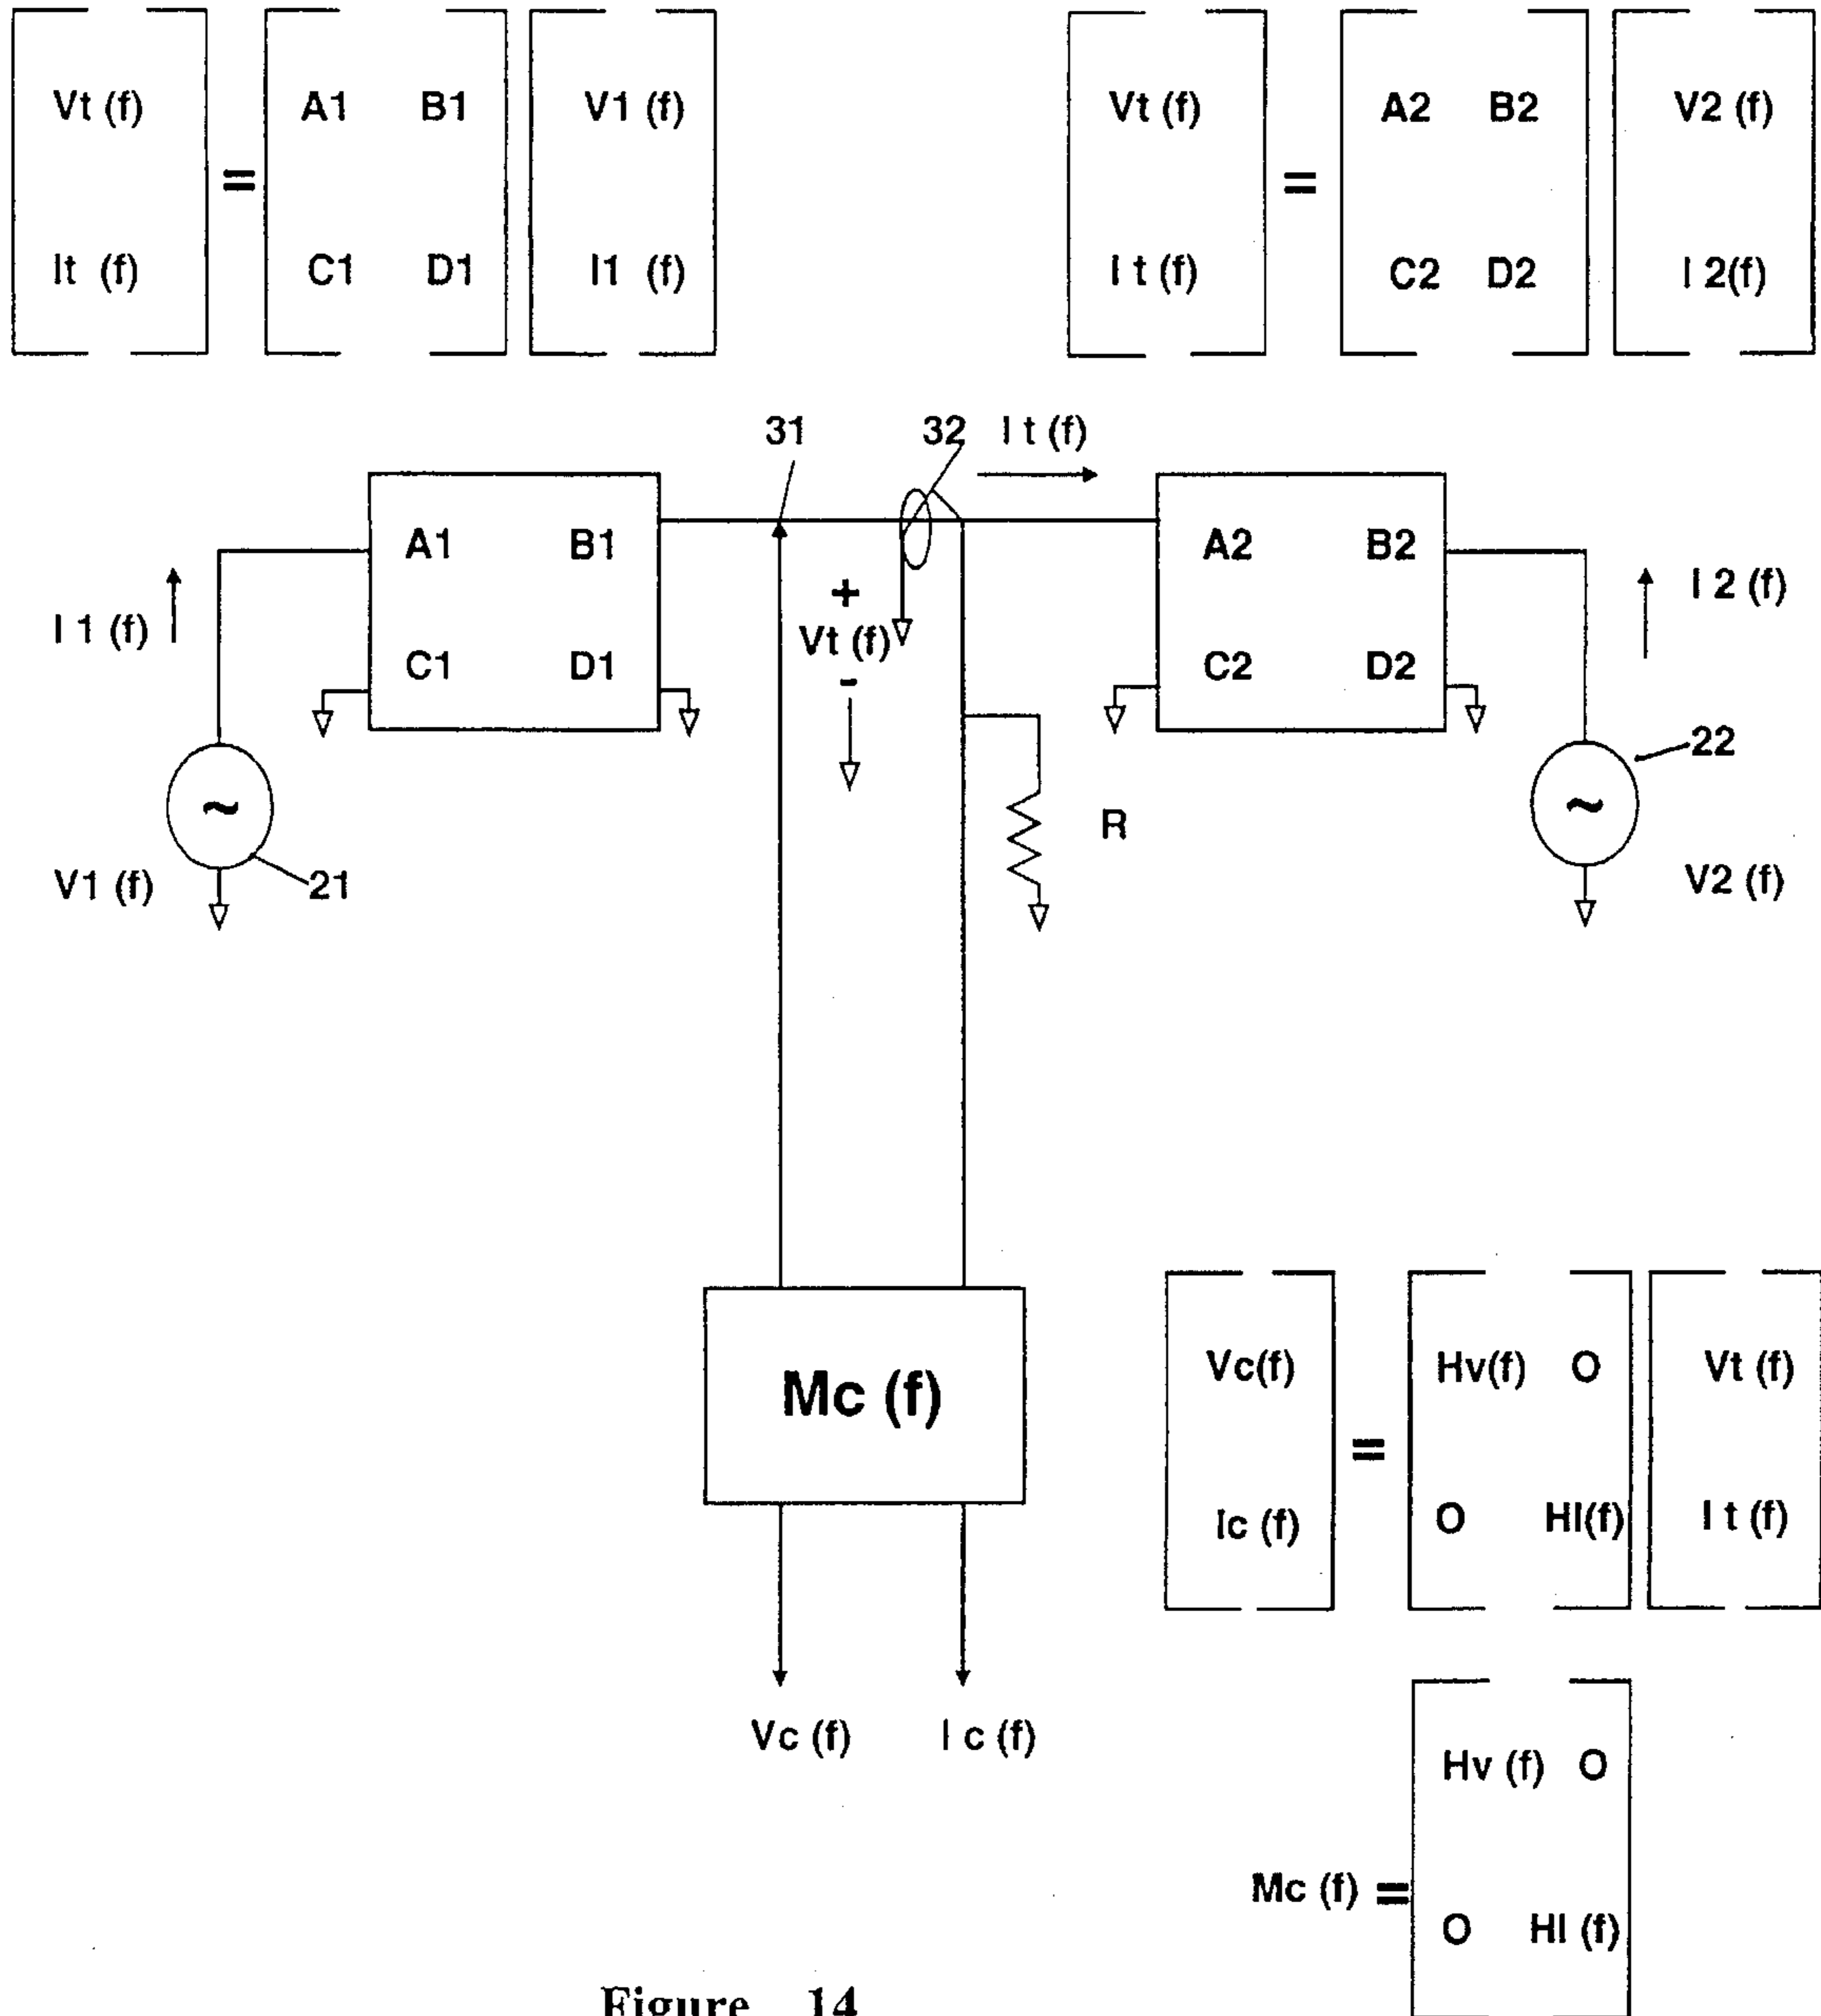 Vt (f) = A1 B1 V1 (f) Vt (f) = A2 B2 V2 (f)
It (f) C1 D1 I1 (f) I t (f) C2 D2 I 2(f)
31 32 I t (f)
A1 B1 A2 B2
I 1 (f) + I 2 (f)
Vt (f)
C1 D1 - C2 D2
22
~ R ~
V1 (f) 21 V2 (f)
Mc (f)
Vc(f) = Hv(f) O Vt (f)
Ic (f) O HI(f) I t (f)
Vc (f) I c (f)
Hv (f) O
Mc (f) =
O HI (f)
Figure 14